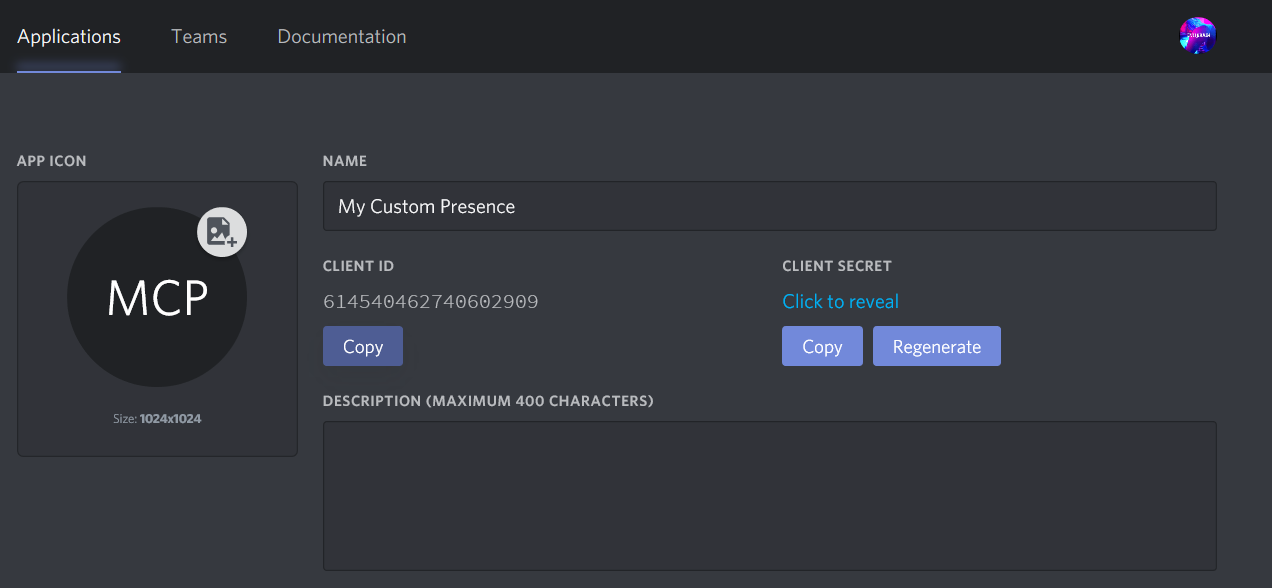 Applications Teams Documentation
APP ICON
MCP
Size: 1024x1024
NAME
My Custom Presence
CLIENT ID
614540462740602909
Copy
CLIENT SECRET
Click to reveal
Copy Regenerate
DESCRIPTION (MAXIMUM 400 CHARACTERS)